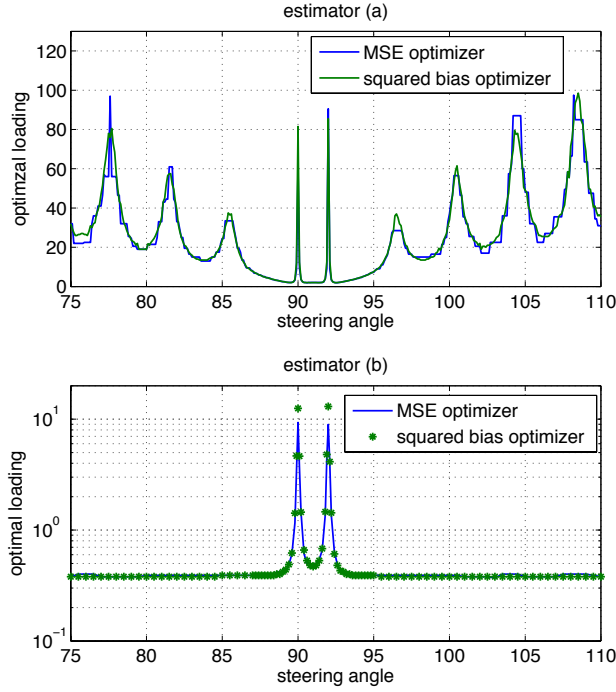 estimator (a)
120
100
80
60
40
20
0
optimzal loading
MSE optimizer
squared bias optimizer
75 80 85 90 95 100 105 110
steering angle
estimator (b)
10^1
10^0
10^-1
optimal loading
MSE optimizer
squared bias optimizer
75 80 85 90 95 100 105 110
steering angle